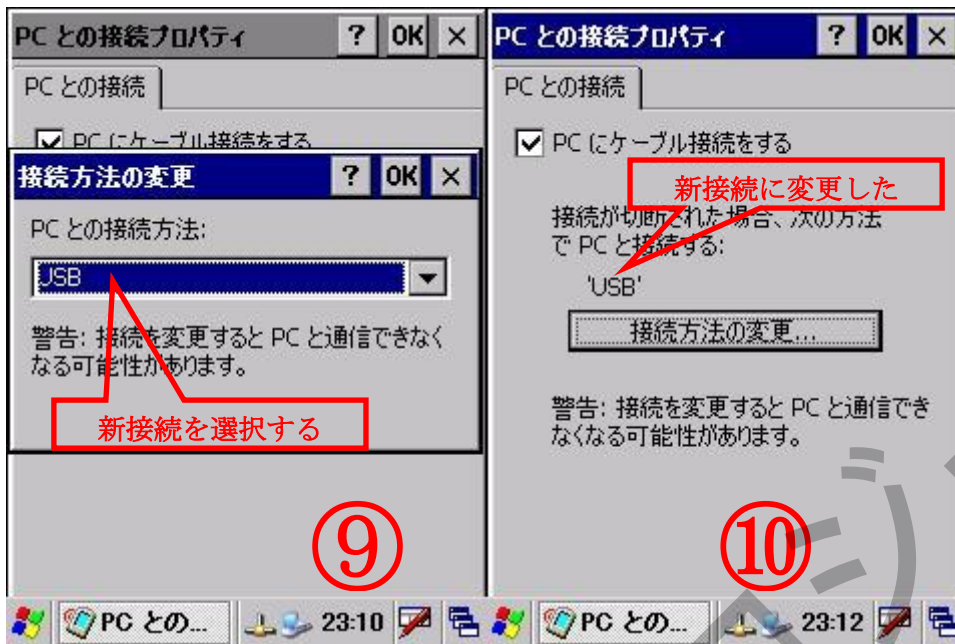 PC との接続プロパティ ? OK ×
PC との接続
PC にケーブル接続をする
接続方法の変更 ? OK ×
PC との接続方法:
USB
警告: 接続を変更すると PC と通信できなく
なる可能性があります。
新接続を選択する
⑨
PC との... 23:10
PC との接続プロパティ ? OK ×
PC との接続
PC にケーブル接続をする
新接続に変更した
接続が切断された場合、次の方法
で PC と接続する:
'USB'
接続方法の変更...
警告: 接続を変更すると PC と通信でき
なくなる可能性があります。
⑩
PC との... 23:12